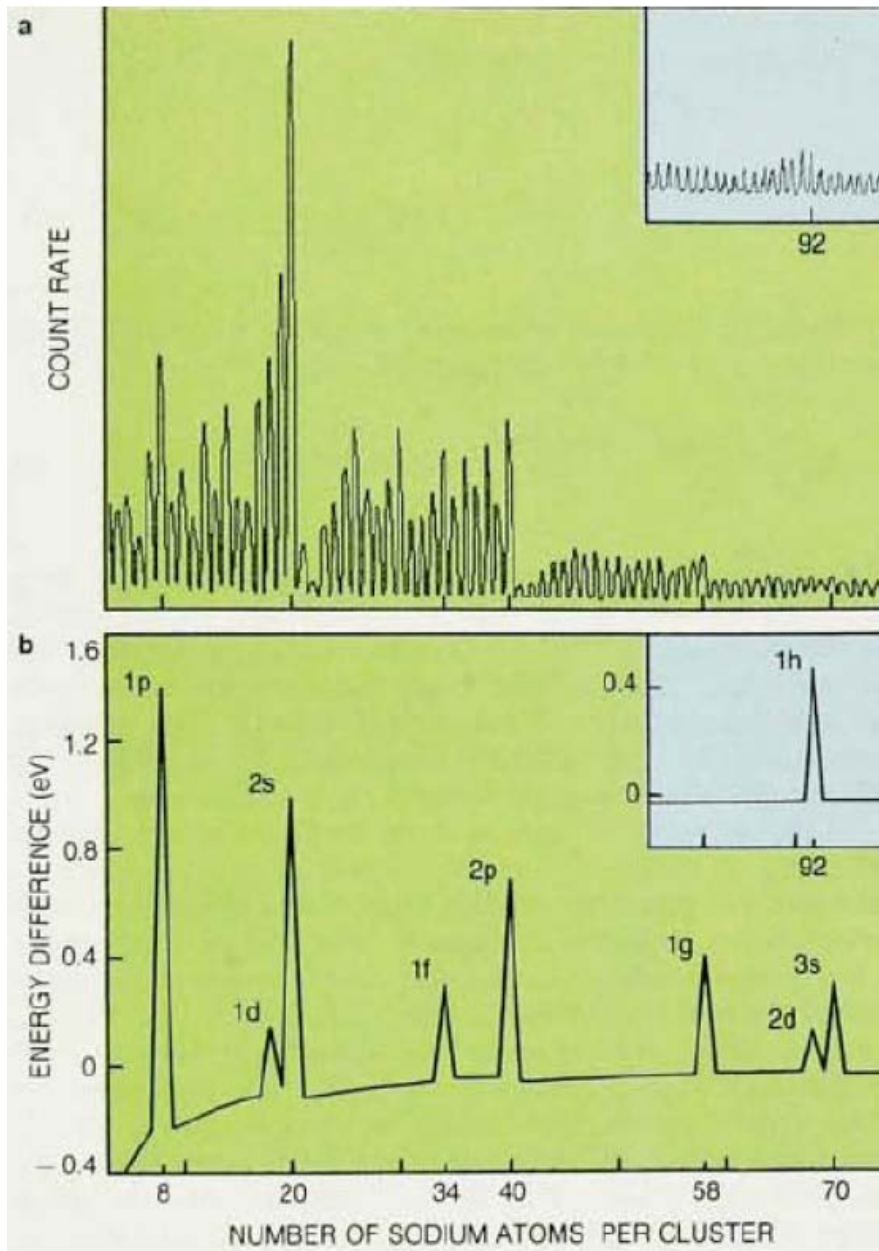 a
COUNT RATE
92
b
1.6
1.2
0.8
0.4
0
– 0.4
ENERGY DIFFERENCE (eV)
1p
1d
2s
1f
2p
1g
2d
3s
1h
0.4
0
92
8 20 34 40 58 70
NUMBER OF SODIUM ATOMS PER CLUSTER